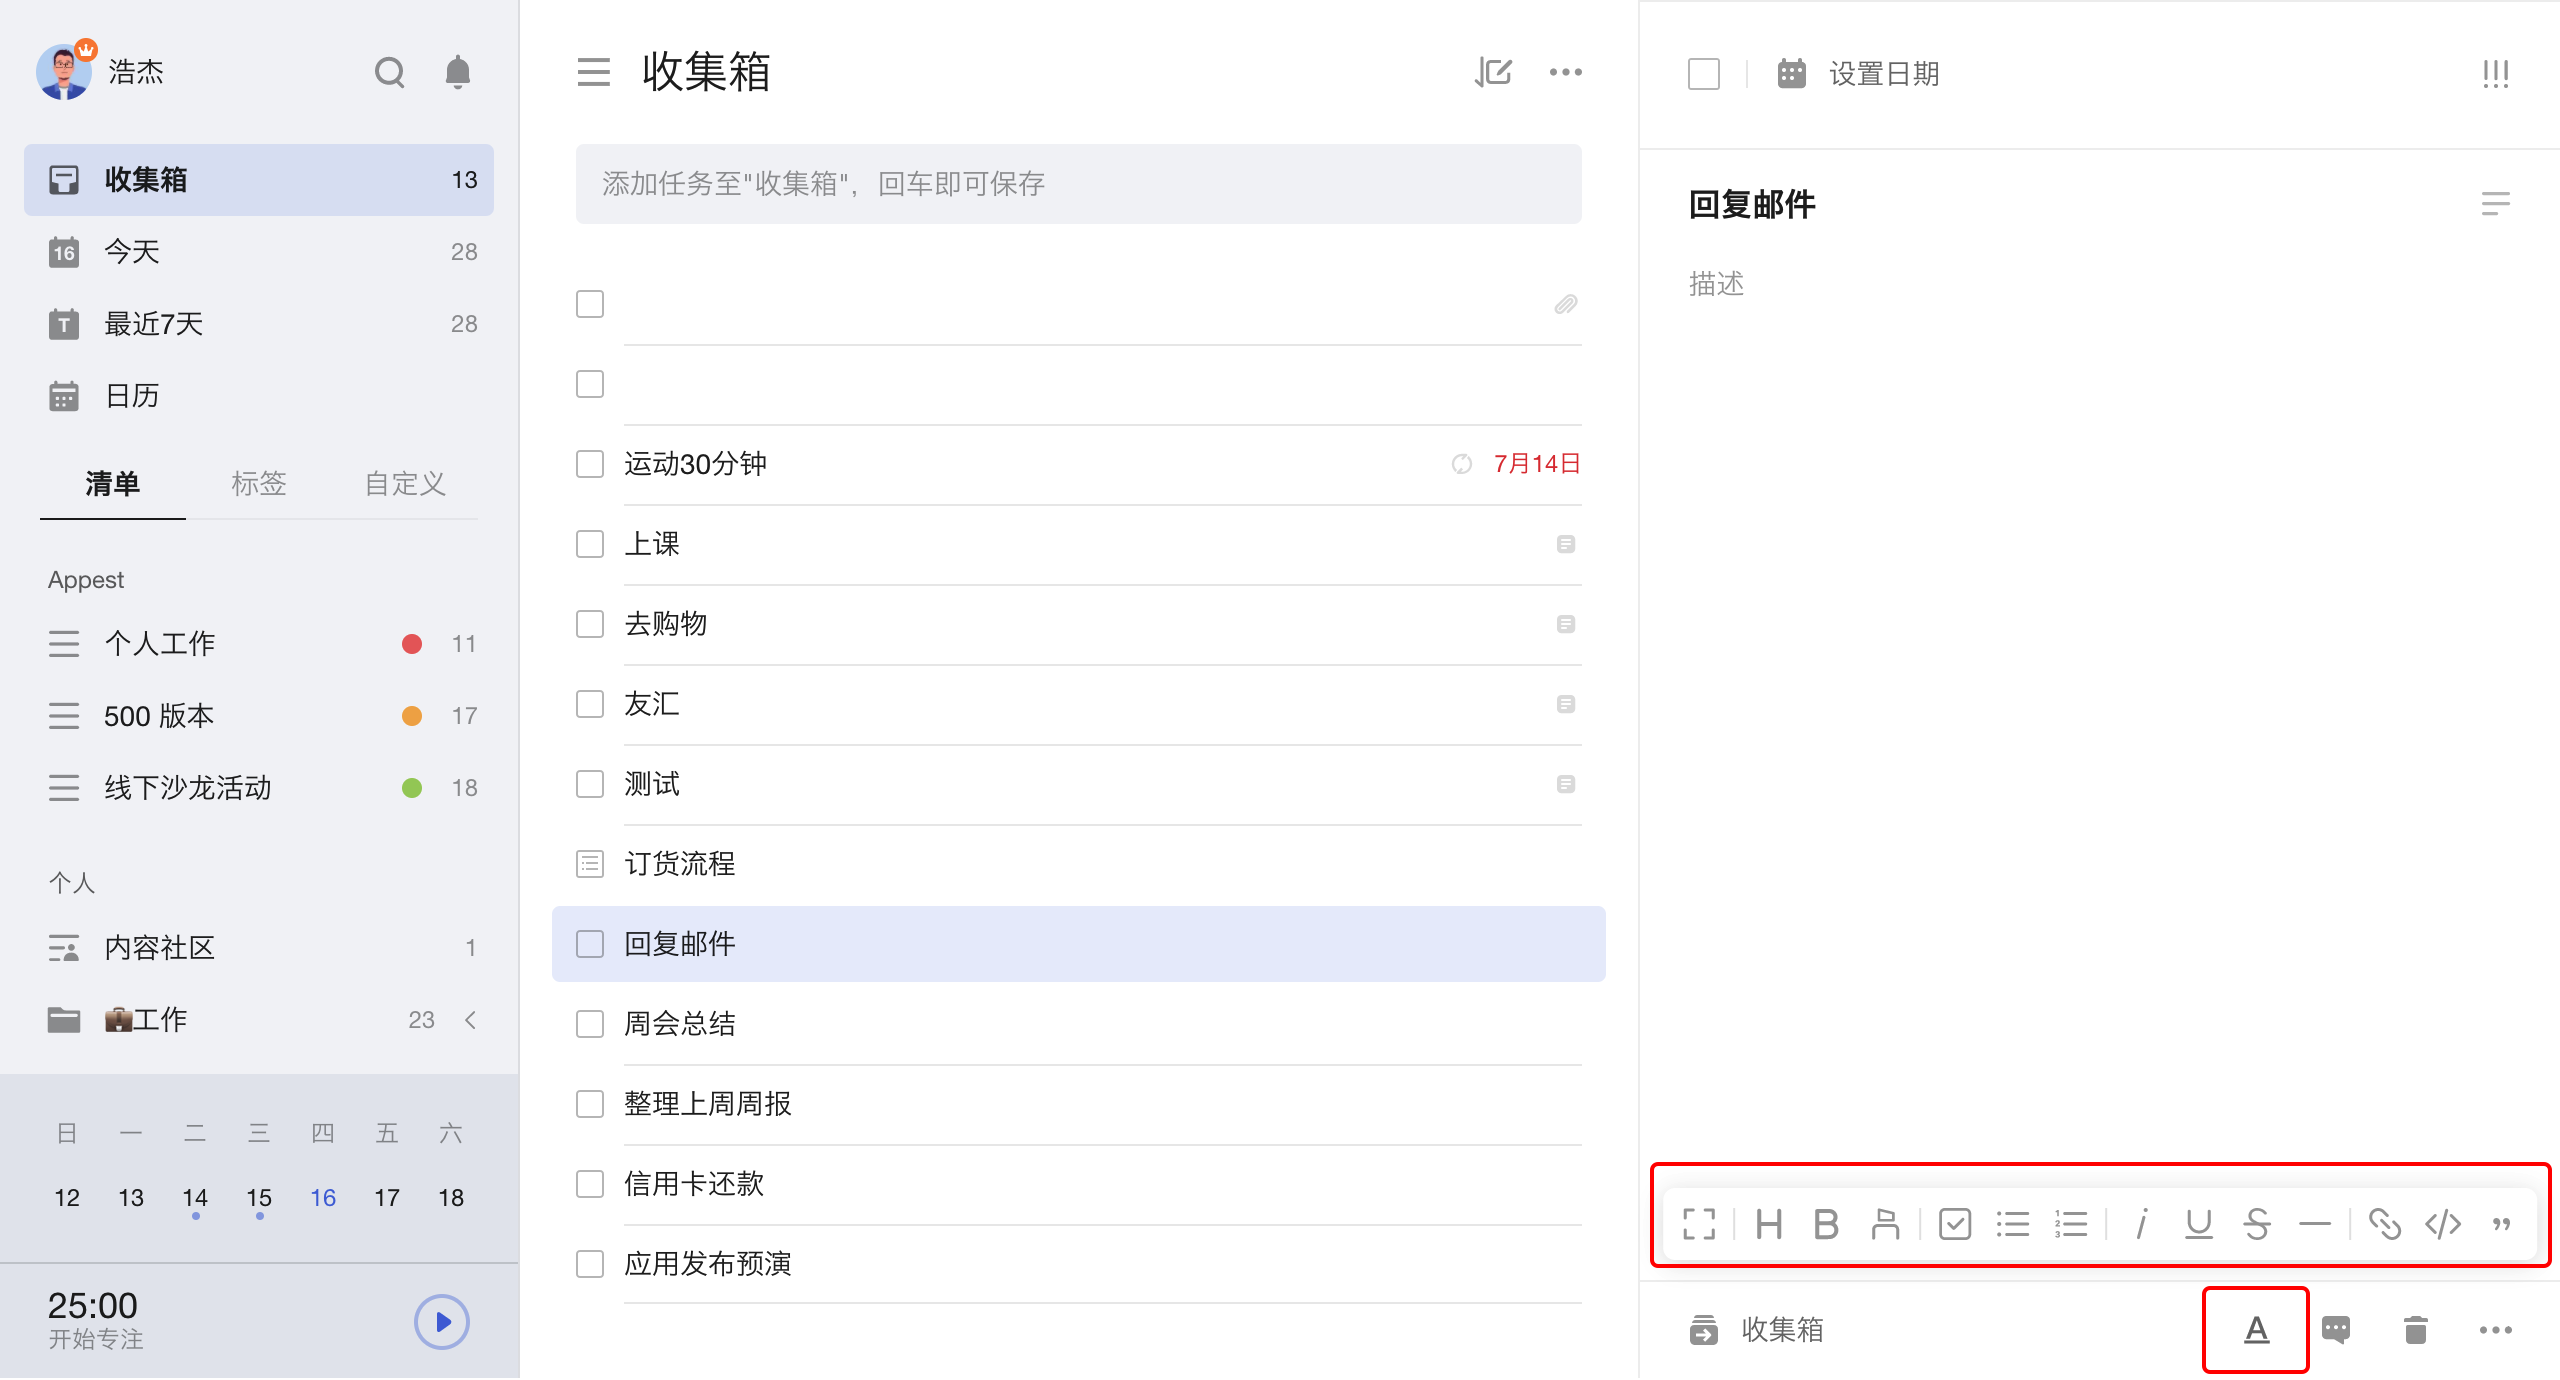 浩杰
收集箱 13
16 今天 28
T 最近7天 28
日历
清单 标签 自定义
Appest
个人工作 11
500 版本 17
线下沙龙活动 18
个人
内容社区 1
💼工作 23
日 一 二 三 四 五 六
12 13 14 15 16 17 18
25:00
开始专注
收集箱
添加任务至"收集箱"，回车即可保存
运动30分钟 7月14日
上课
去购物
友汇
测试
订货流程
回复邮件
周会总结
整理上周周报
信用卡还款
应用发布预演
设置日期
回复邮件
描述
H B i U S </> ”
收集箱 A